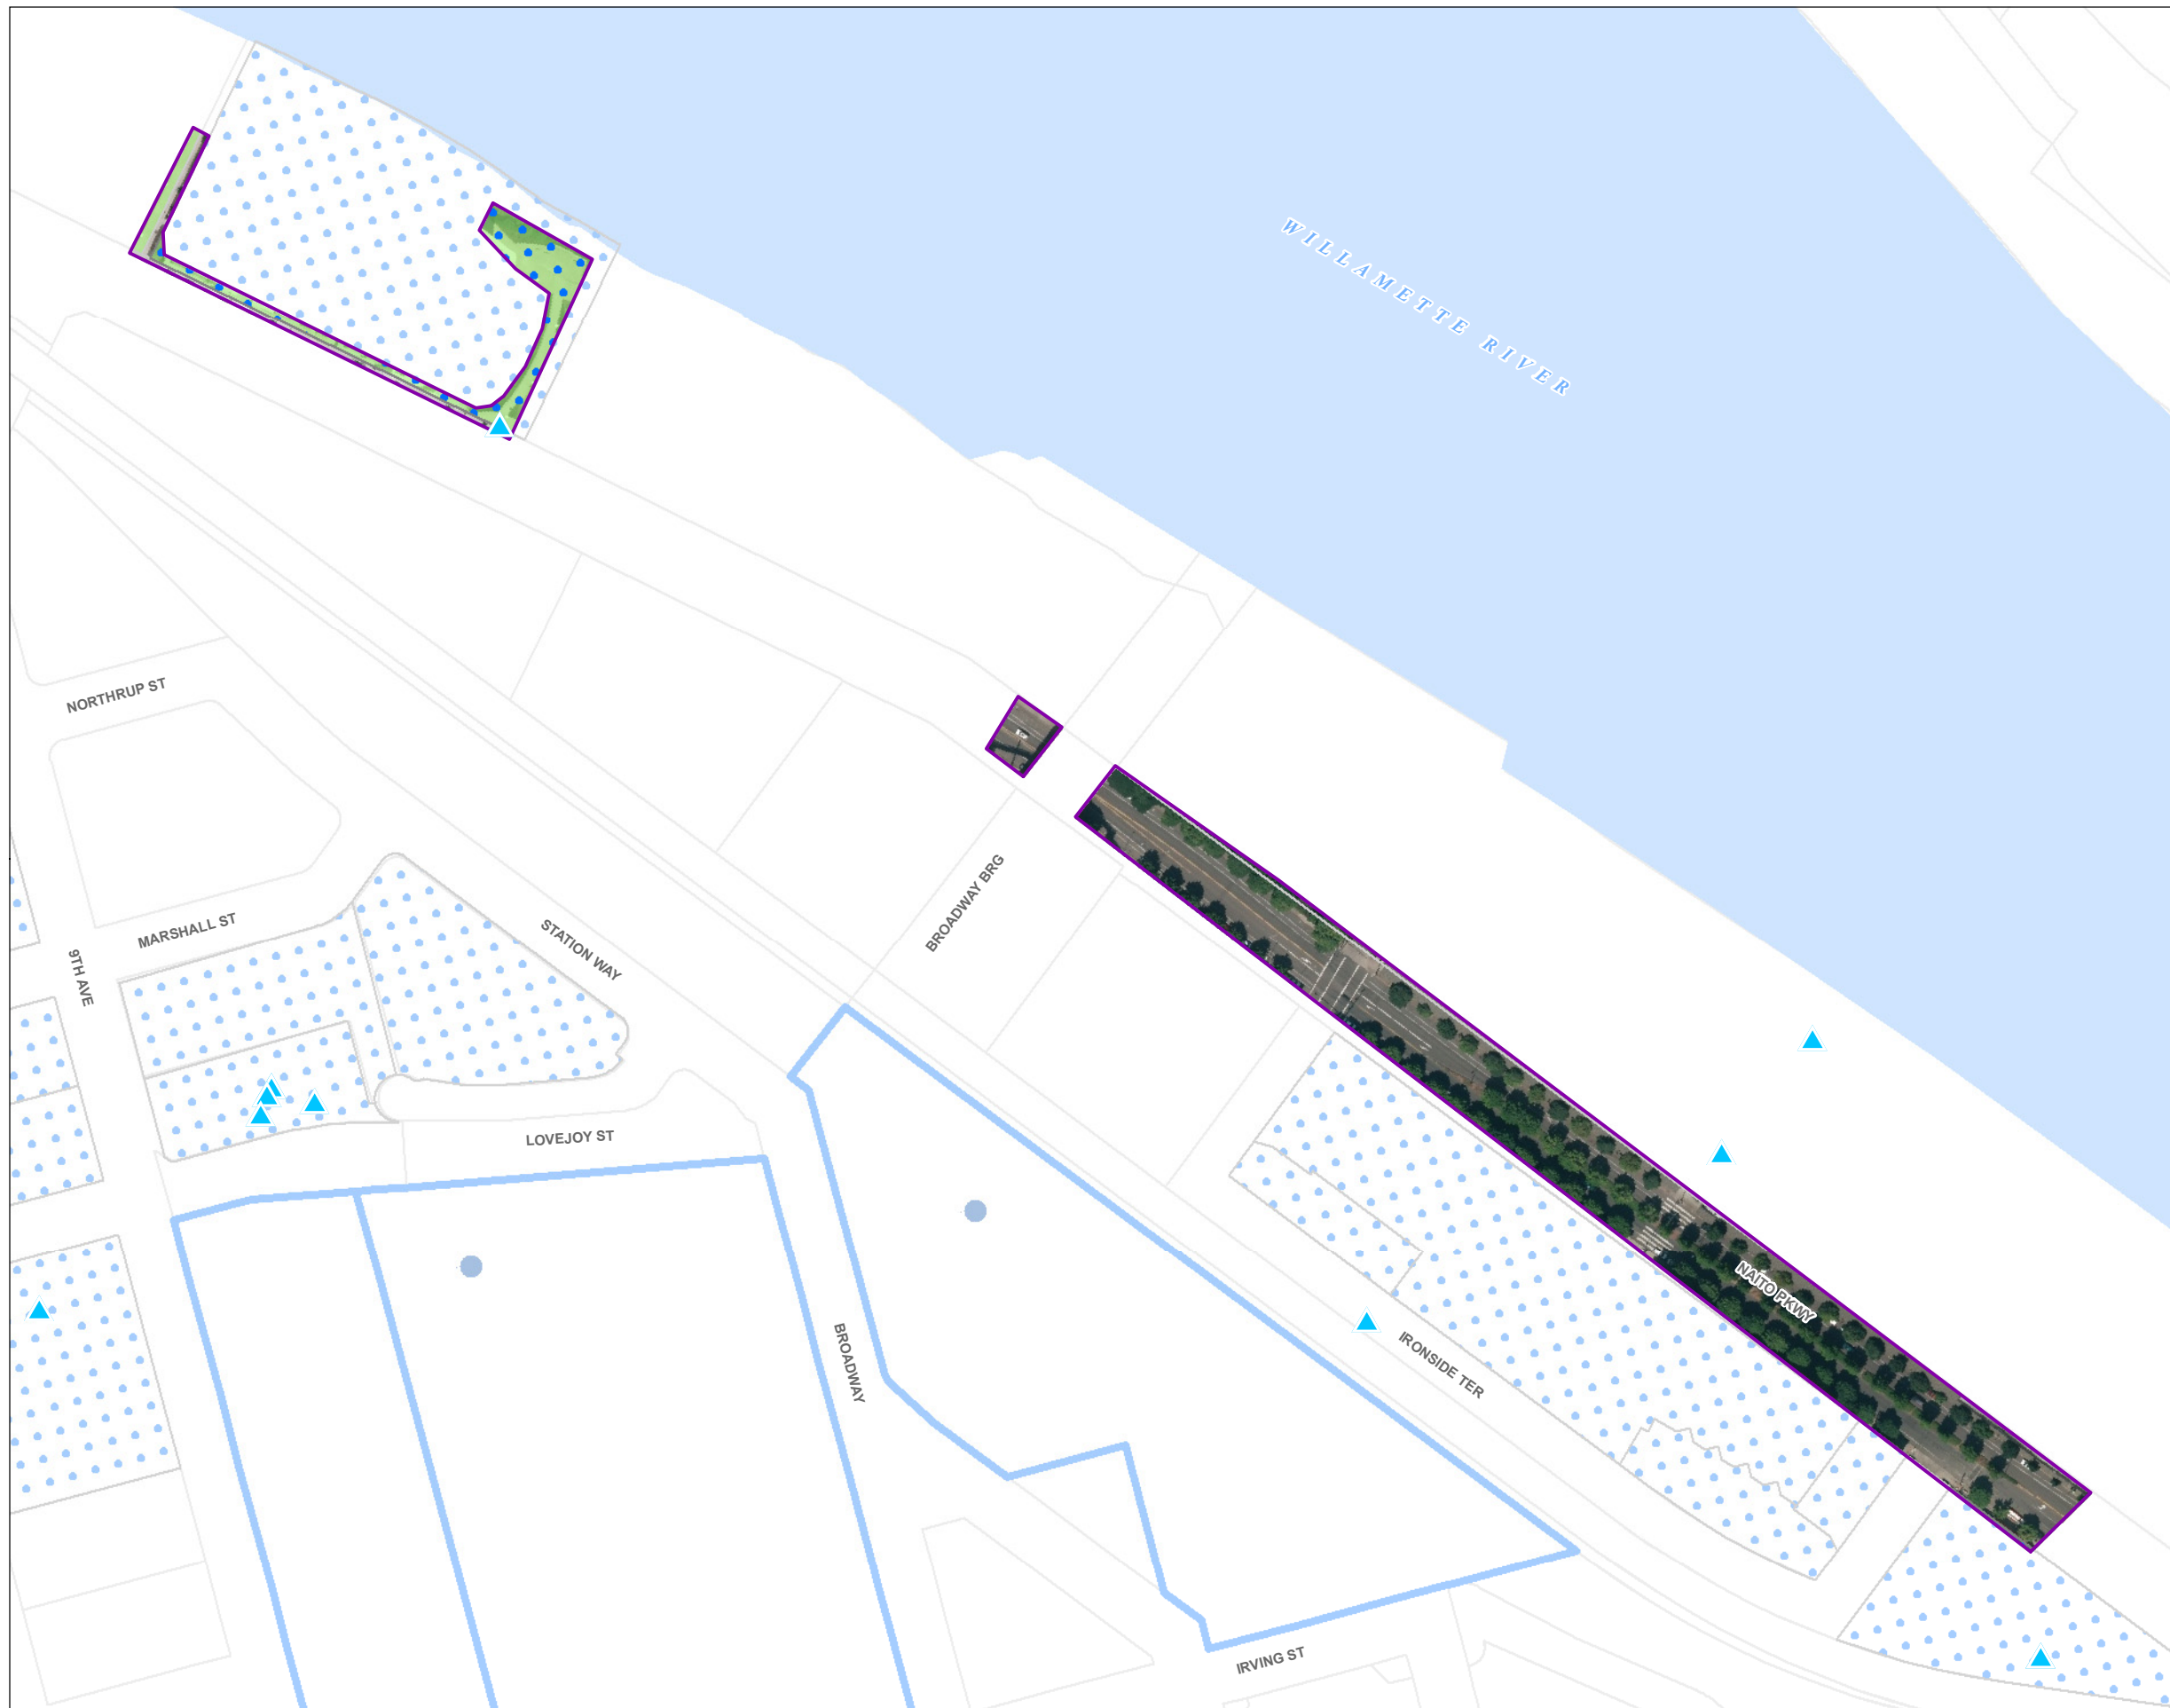 WILLAMETTE RIVER
NORTHRUP ST
BROADWAY BRG
MARSHALL ST
STATION WAY
9TH AVE
LOVEJOY ST
NAITO PKWY
BROADWAY
IRONSIDE TER
IRVING ST